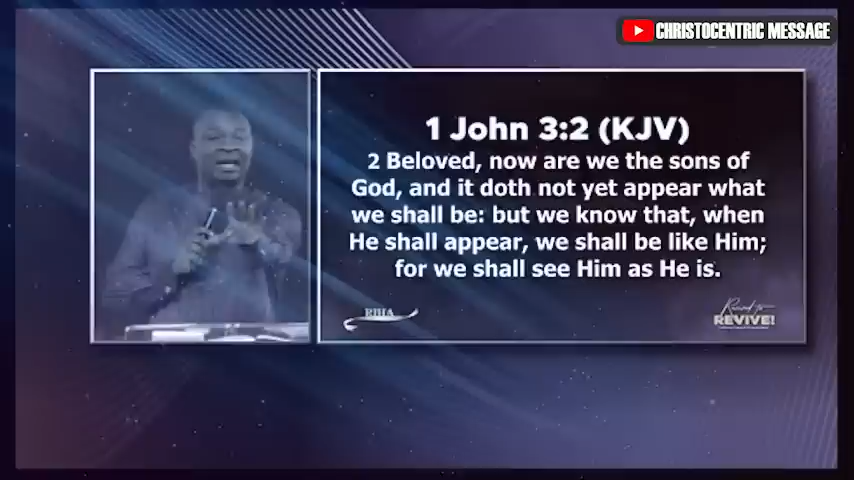 CHRISTOCENTRIC MESSAGE
1 John 3:2 (KJV)
2 Beloved, now are we the sons of
God, and it doth not yet appear what
we shall be: but we know that, when
He shall appear, we shall be like Him;
for we shall see Him as He is.
REVIVE!